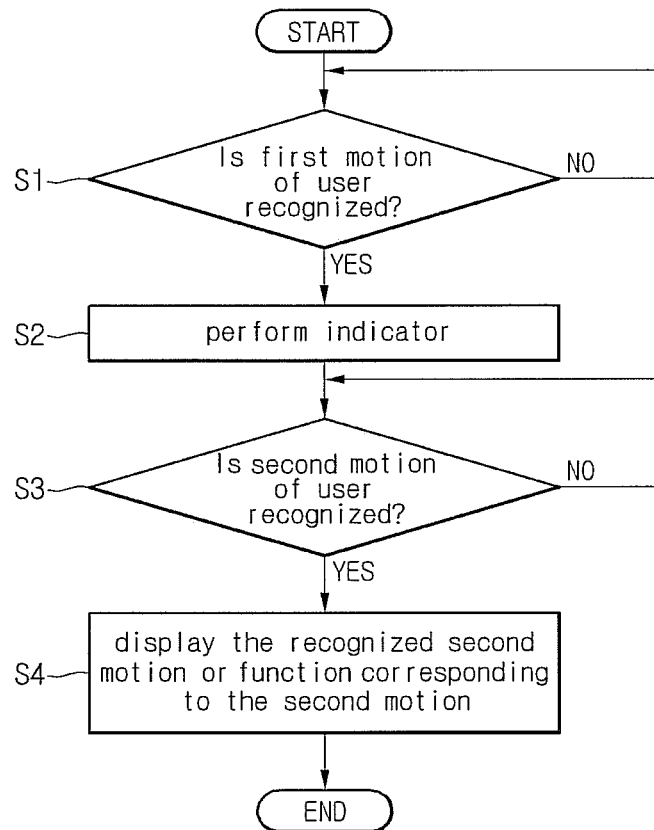 START
Is first motion
of user
recognized?
S1
NO
YES
S2
perform indicator
Is second motion
of user
recognized?
S3
NO
YES
display the recognized second
motion or function corresponding
to the second motion
S4
END